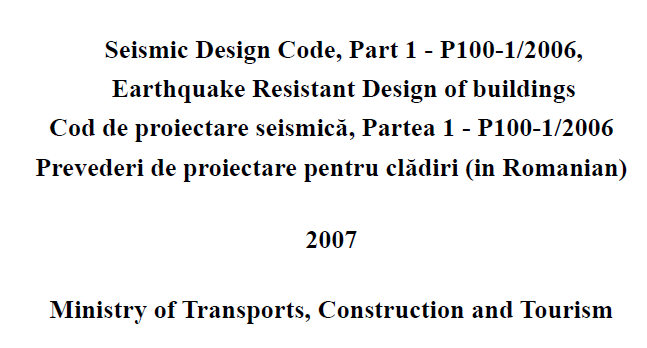 Seismic Design Code, Part 1 - P100-1/2006,
Earthquake Resistant Design of buildings
Cod de proiectare seismică, Partea 1 - P100-1/2006
Prevederi de proiectare pentru clădiri (in Romanian)
2007
Ministry of Transports, Construction and Tourism